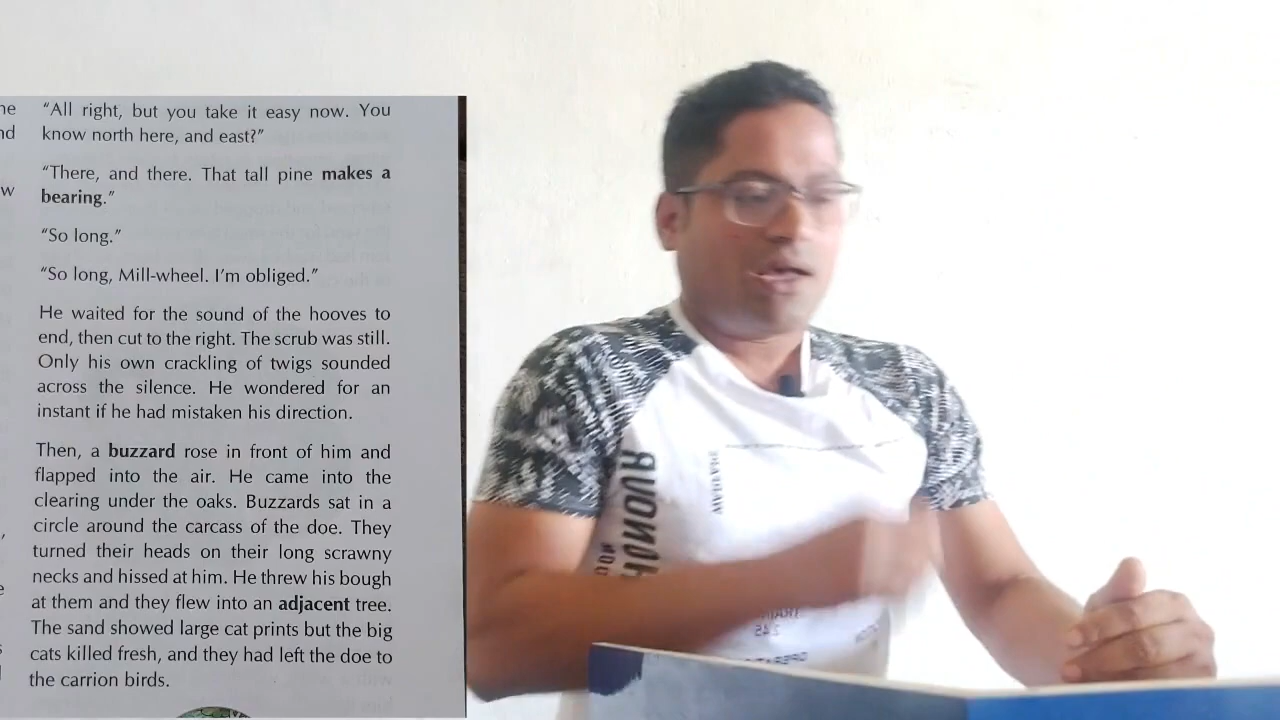 "All right, but you take it easy now. You
know north here, and east?"
"There, and there. That tall pine makes a
bearing."
"So long."
"So long, Mill-wheel. I'm obliged."
He waited for the sound of the hooves to
end, then cut to the right. The scrub was still.
Only his own crackling of twigs sounded
across the silence. He wondered for an
instant if he had mistaken his direction.
Then, a buzzard rose in front of him and
flapped into the air. He came into the
clearing under the oaks. Buzzards sat in a
circle around the carcass of the doe. They
turned their heads on their long scrawny
necks and hissed at him. He threw his bough
at them and they flew into an adjacent tree.
The sand showed large cat prints but the big
cats killed fresh, and they had left the doe to
the carrion birds.